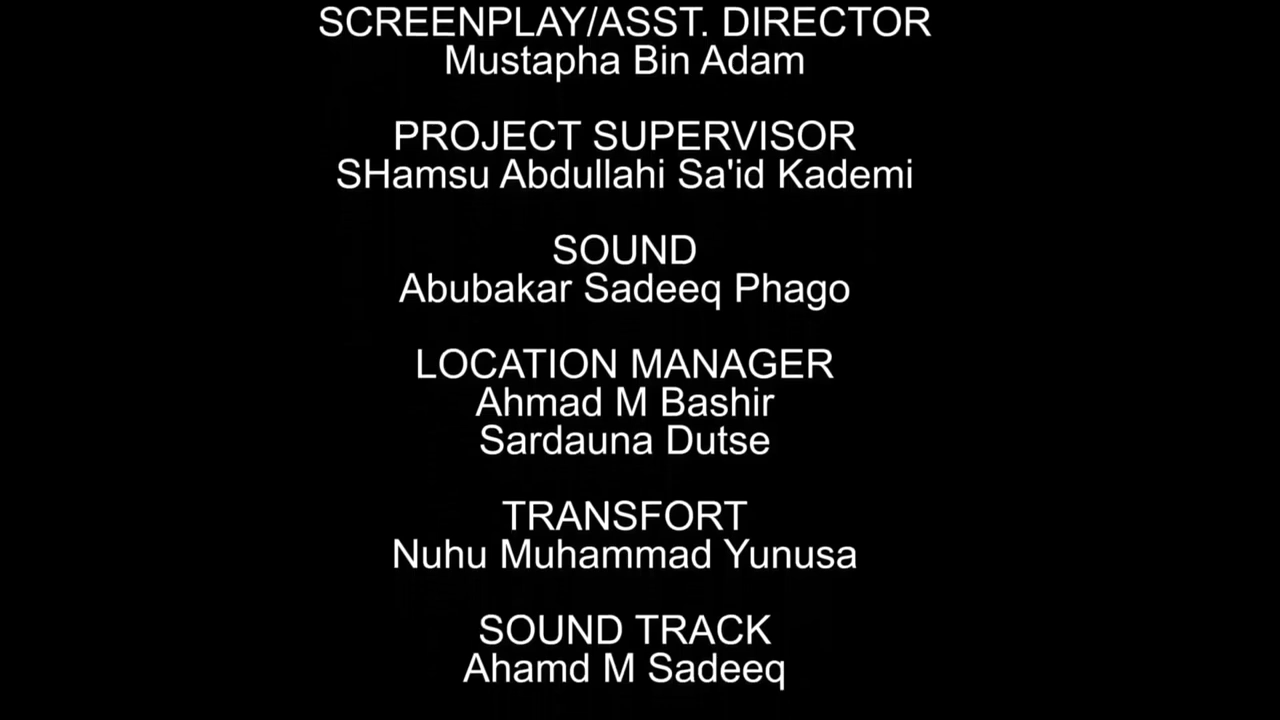 SCREENPLAY/ASST. DIRECTOR
Mustapha Bin Adam
PROJECT SUPERVISOR
SHamsu Abdullahi Sa'id Kademi
SOUND
Abubakar Sadeeq Phago
LOCATION MANAGER
Ahmad M Bashir
Sardauna Dutse
TRANSFORT
Nuhu Muhammad Yunusa
SOUND TRACK
Ahamd M Sadeeq